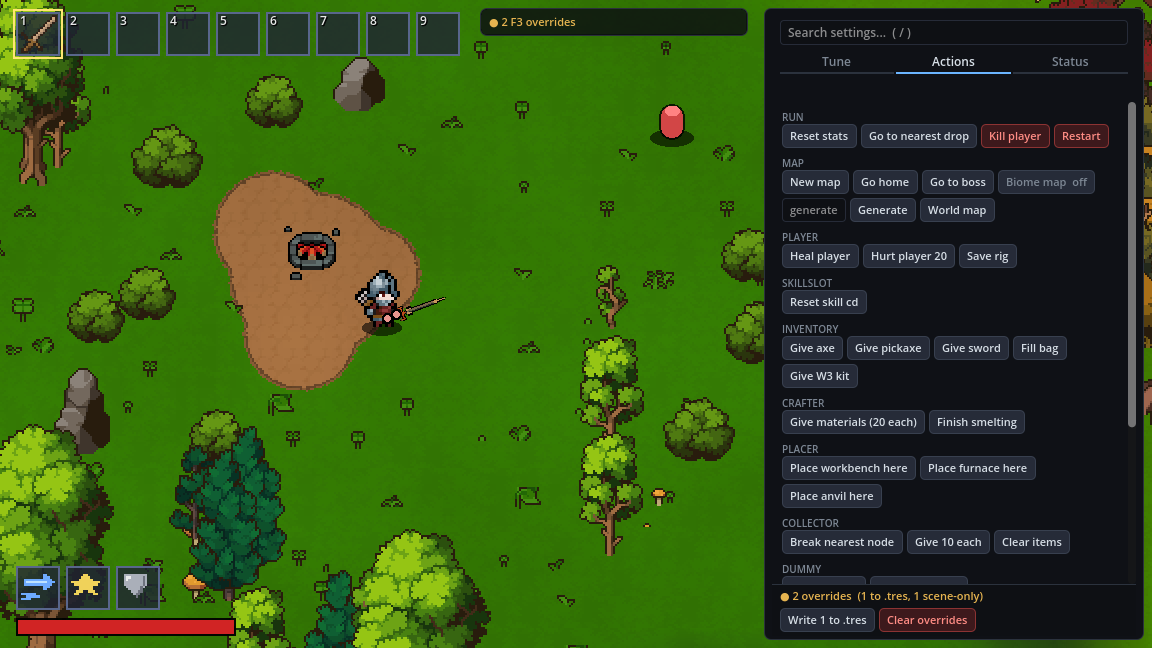 1 2 3 4 5 6 7 8 9
2 F3 overrides
Search settings... ( / )
Tune Actions Status
RUN
Reset stats Go to nearest drop Kill player Restart
MAP
New map Go home Go to boss Biome map off
generate Generate World map
PLAYER
Heal player Hurt player 20 Save rig
SKILLSLOT
Reset skill cd
INVENTORY
Give axe Give pickaxe Give sword Fill bag
Give W3 kit
CRAFTER
Give materials (20 each) Finish smelting
PLACER
Place workbench here Place furnace here
Place anvil here
COLLECTOR
Break nearest node Give 10 each Clear items
DUMMY
2 overrides (1 to .tres, 1 scene-only)
Write 1 to .tres Clear overrides